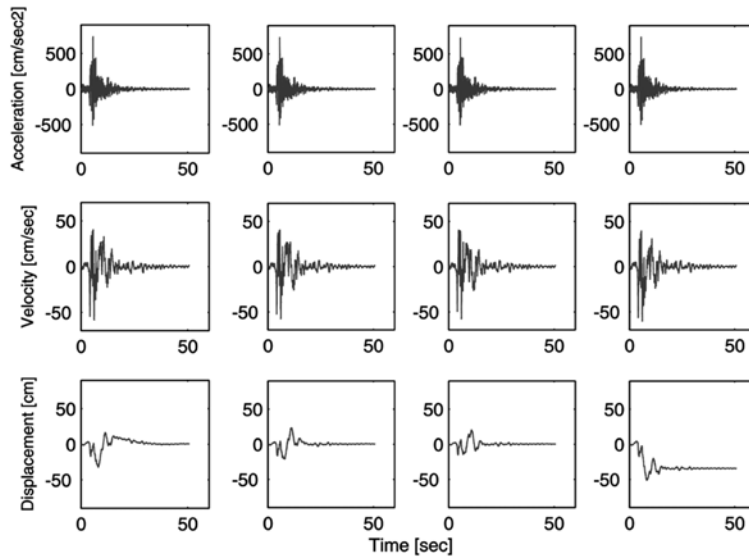 Acceleration [cm/sec2]
500 500 500 500
0 0 0 0
-500 -500 -500 -500
0 50 0 50 0 50 0 50
Velocity [cm/sec]
50 50 50 50
0 0 0 0
-50 -50 -50 -50
0 50 0 50 0 50 0 50
Displacement [cm]
50 50 50 50
0 0 0 0
-50 -50 -50 -50
0 50 0 50 0 50 0 50
Time [sec]